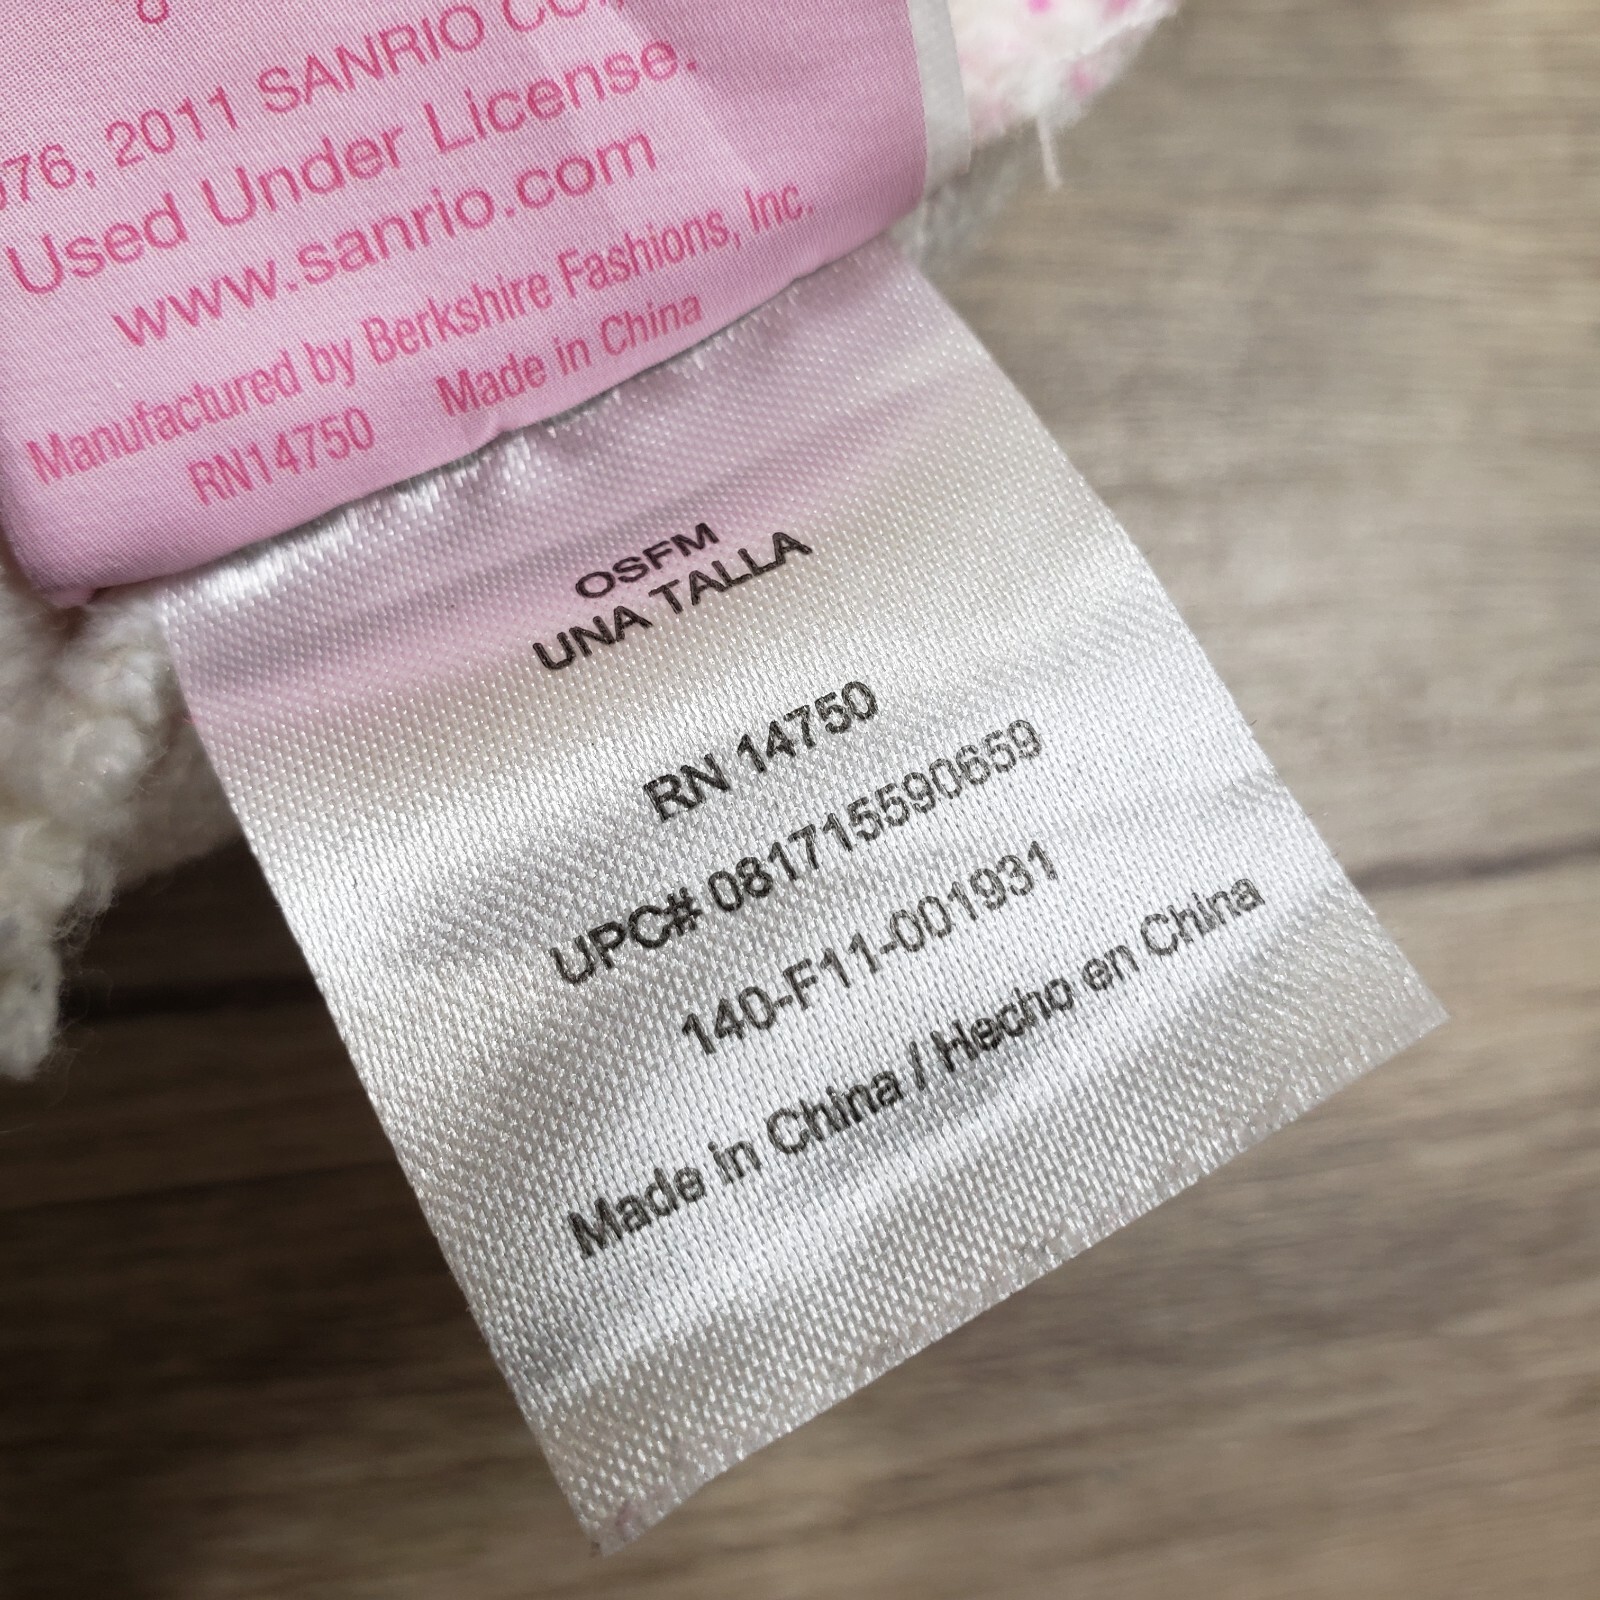 2011 SANRIO CO.,
Used Under License.
www.sanrio.com
Manufactured by Berkshire Fashions, Inc.
RN14750 Made in China
OSFM
UNA TALLA
RN 14750
UPC# 081715590659
140-F11-001931
Made in China / Hecho en China